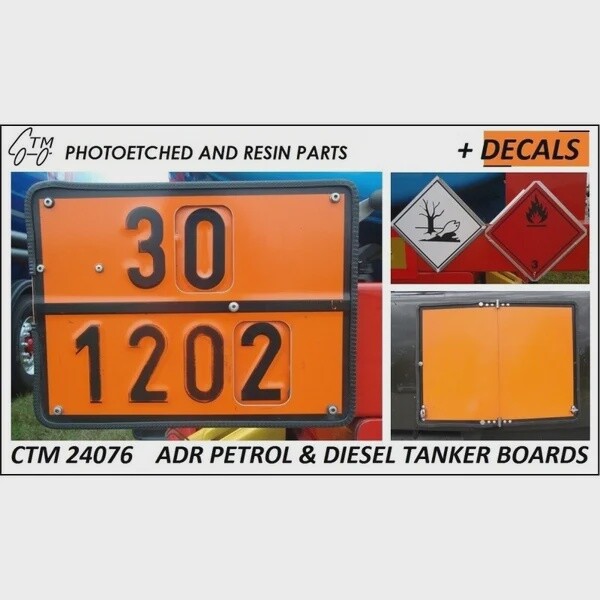 CTM
PHOTOETCHED AND RESIN PARTS
+ DECALS
30
1202
3
CTM 24076 ADR PETROL & DIESEL TANKER BOARDS